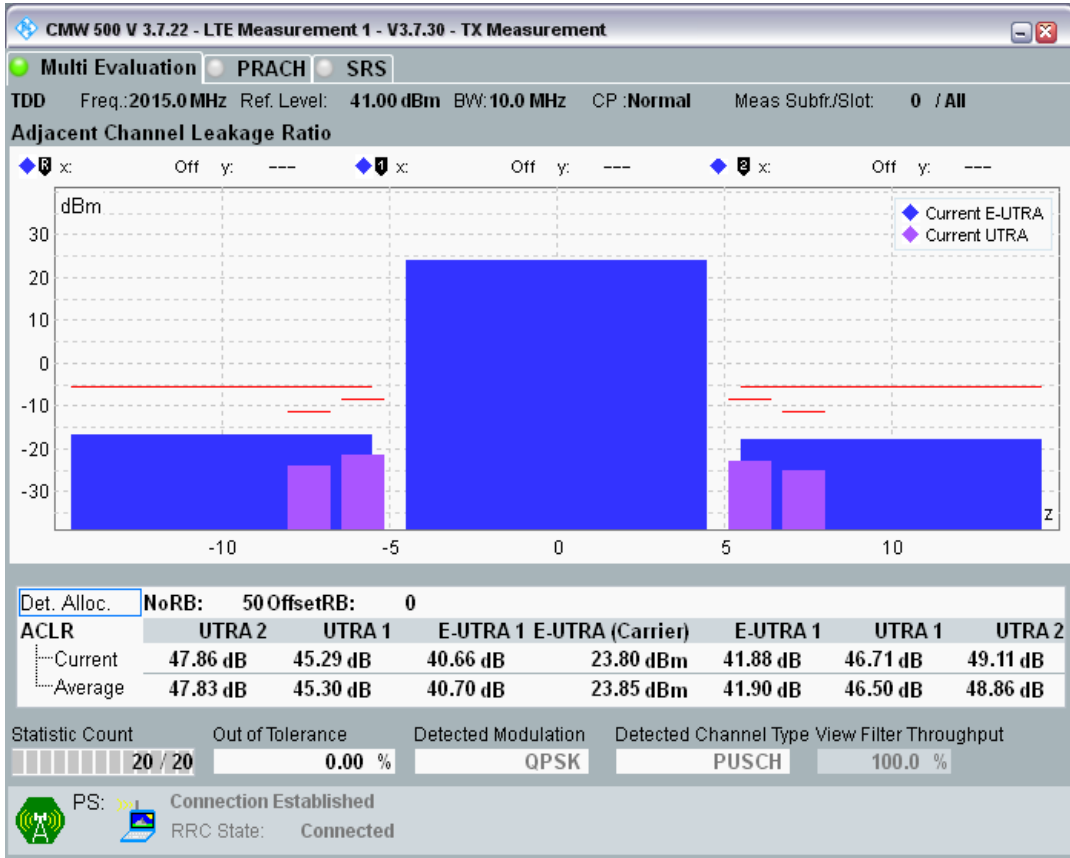 CMW 500 V 3.7.22 - LTE Measurement 1 - V3.7.30 - TX Measurement
Multi Evaluation PRACH SRS
TDD Freq.:2015.0 MHz Ref. Level: 41.00 dBm BW: 10.0 MHz CP :Normal Meas Subfr./Slot: 0 / All
Adjacent Channel Leakage Ratio
R x: Off y: --- 1 x: Off y: --- 2 x: Off y: ---
dBm
Current E-UTRA
Current UTRA
30
20
10
0
-10
-20
-30
z
-10 -5 0 5 10
Det. Alloc. NoRB: 50 OffsetRB: 0
ACLR UTRA 2 UTRA 1 E-UTRA 1 E-UTRA (Carrier) E-UTRA 1 UTRA 1 UTRA 2
Current 47.86 dB 45.29 dB 40.66 dB 23.80 dBm 41.88 dB 46.71 dB 49.11 dB
Average 47.83 dB 45.30 dB 40.70 dB 23.85 dBm 41.90 dB 46.50 dB 48.86 dB
Statistic Count Out of Tolerance Detected Modulation Detected Channel Type View Filter Throughput
20 / 20 0.00 % QPSK PUSCH 100.0 %
PS: Connection Established
RRC State: Connected